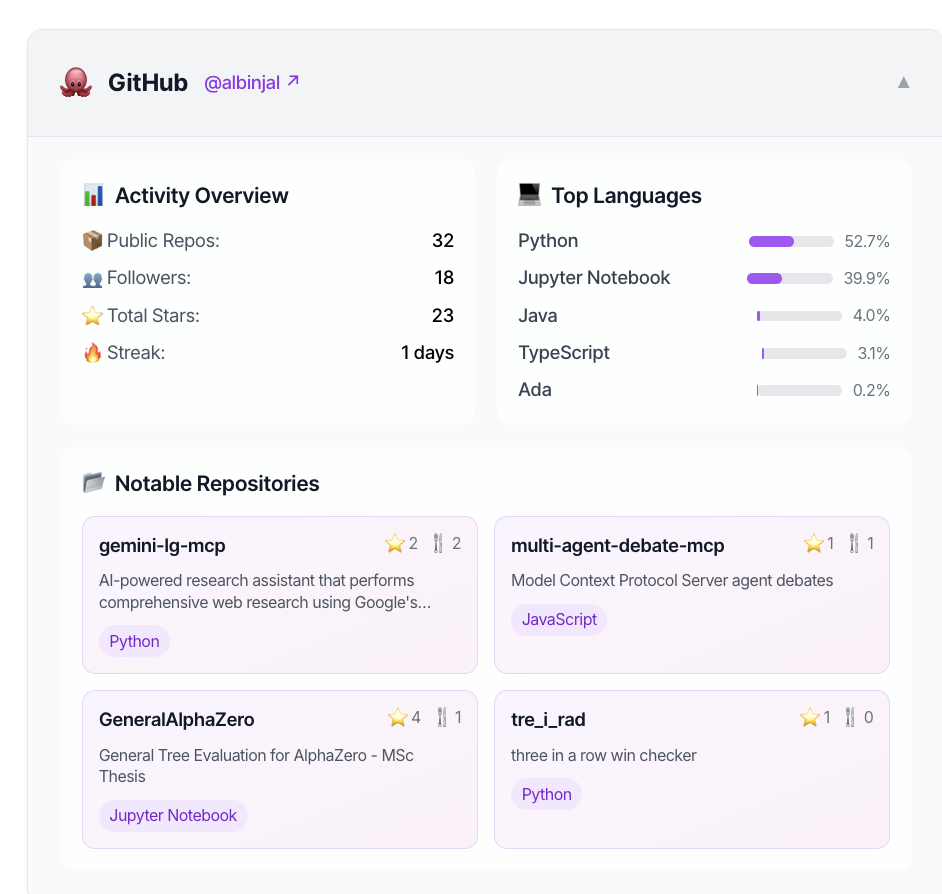 GitHub @albinjal ↗
▲
Activity Overview
Public Repos: 32
Followers: 18
Total Stars: 23
Streak: 1 days
Top Languages
Python 52.7%
Jupyter Notebook 39.9%
Java 4.0%
TypeScript 3.1%
Ada 0.2%
Notable Repositories
gemini-lg-mcp 2 2
AI-powered research assistant that performs
comprehensive web research using Google's...
Python
multi-agent-debate-mcp 1 1
Model Context Protocol Server agent debates
JavaScript
GeneralAlphaZero 4 1
General Tree Evaluation for AlphaZero - MSc
Thesis
Jupyter Notebook
tre_i_rad 1 0
three in a row win checker
Python